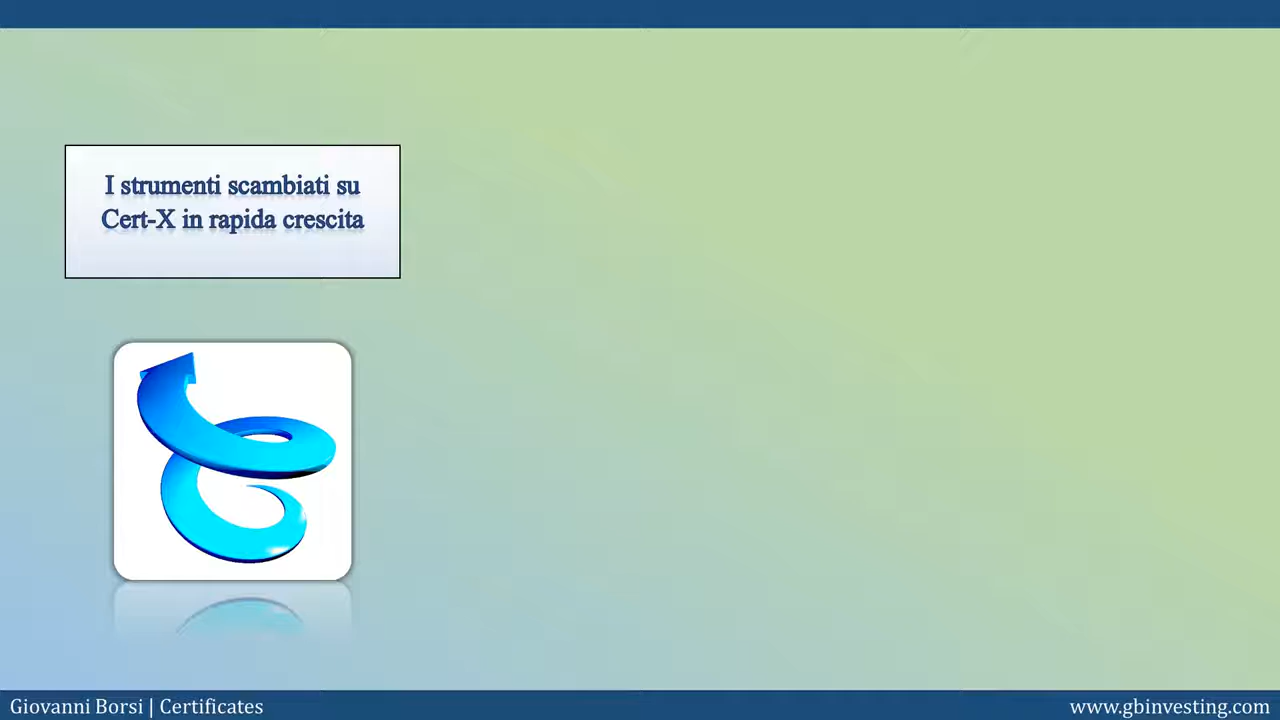 I strumenti scambiati su
Cert-X in rapida crescita
Giovanni Borsi | Certificates
www.gbinvesting.com